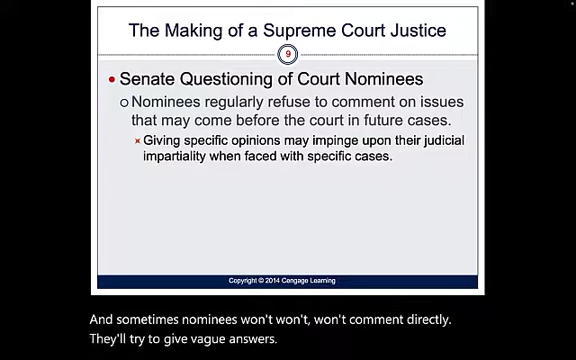 The Making of a Supreme Court Justice
9
• Senate Questioning of Court Nominees
o Nominees regularly refuse to comment on issues
that may come before the court in future cases.
× Giving specific opinions may impinge upon their judicial
impartiality when faced with specific cases.
Copyright © 2014 Cengage Learning
And sometimes nominees won't won't, won't comment directly.
They'll try to give vague answers.